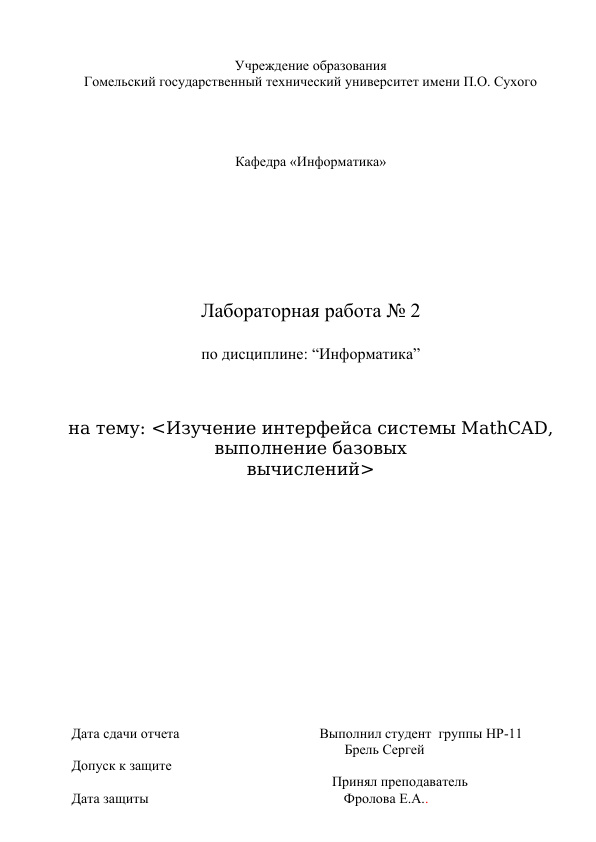 Учреждение образования
Гомельский государственный технический университет имени П.О. Сухого
Кафедра «Информатика»
Лабораторная работа № 2
по дисциплине: “Информатика”
на тему: <Изучение интерфейса системы MathCAD,
выполнение базовых
вычислений>
Дата сдачи отчета Выполнил студент группы НР-11
Брель Сергей
Допуск к защите
Принял преподаватель
Дата защиты Фролова Е.А..